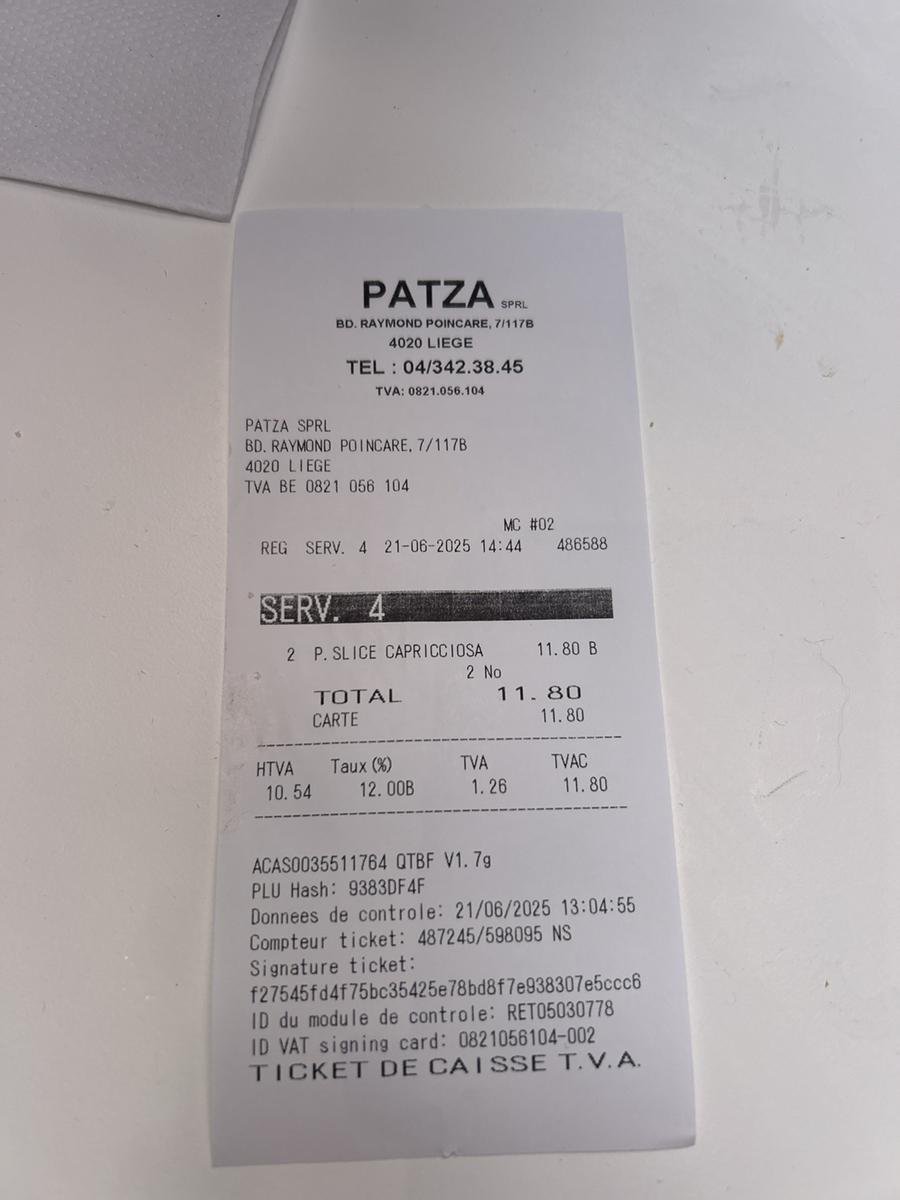 PATZA SPRL
BD. RAYMOND POINCARE, 7/117B
4020 LIEGE
TEL : 04/342.38.45
TVA: 0821.056.104
PATZA SPRL
BD. RAYMOND POINCARE, 7/117B
4020 LIEGE
TVA BE 0821 056 104
MC #02
REG SERV. 4 21-06-2025 14:44 486588
SERV. 4
2 P. SLICE CAPRICCIOSA 11.80 B
2 No
TOTAL 11.80
CARTE 11.80
HTVA Taux (%) TVA TVAC
10.54 12.00B 1.26 11.80
ACAS0035511764 QTBF V1.7g
PLU Hash: 9383DF4F
Donnees de controle: 21/06/2025 13:04:55
Compteur ticket: 487245/598095 NS
Signature ticket:
f27545fd4f75bc35425e78bd8f7e938307e5ccc6
ID du module de controle: RET05030778
ID VAT signing card: 0821056104-002
TICKET DE CAISSE T.V.A.